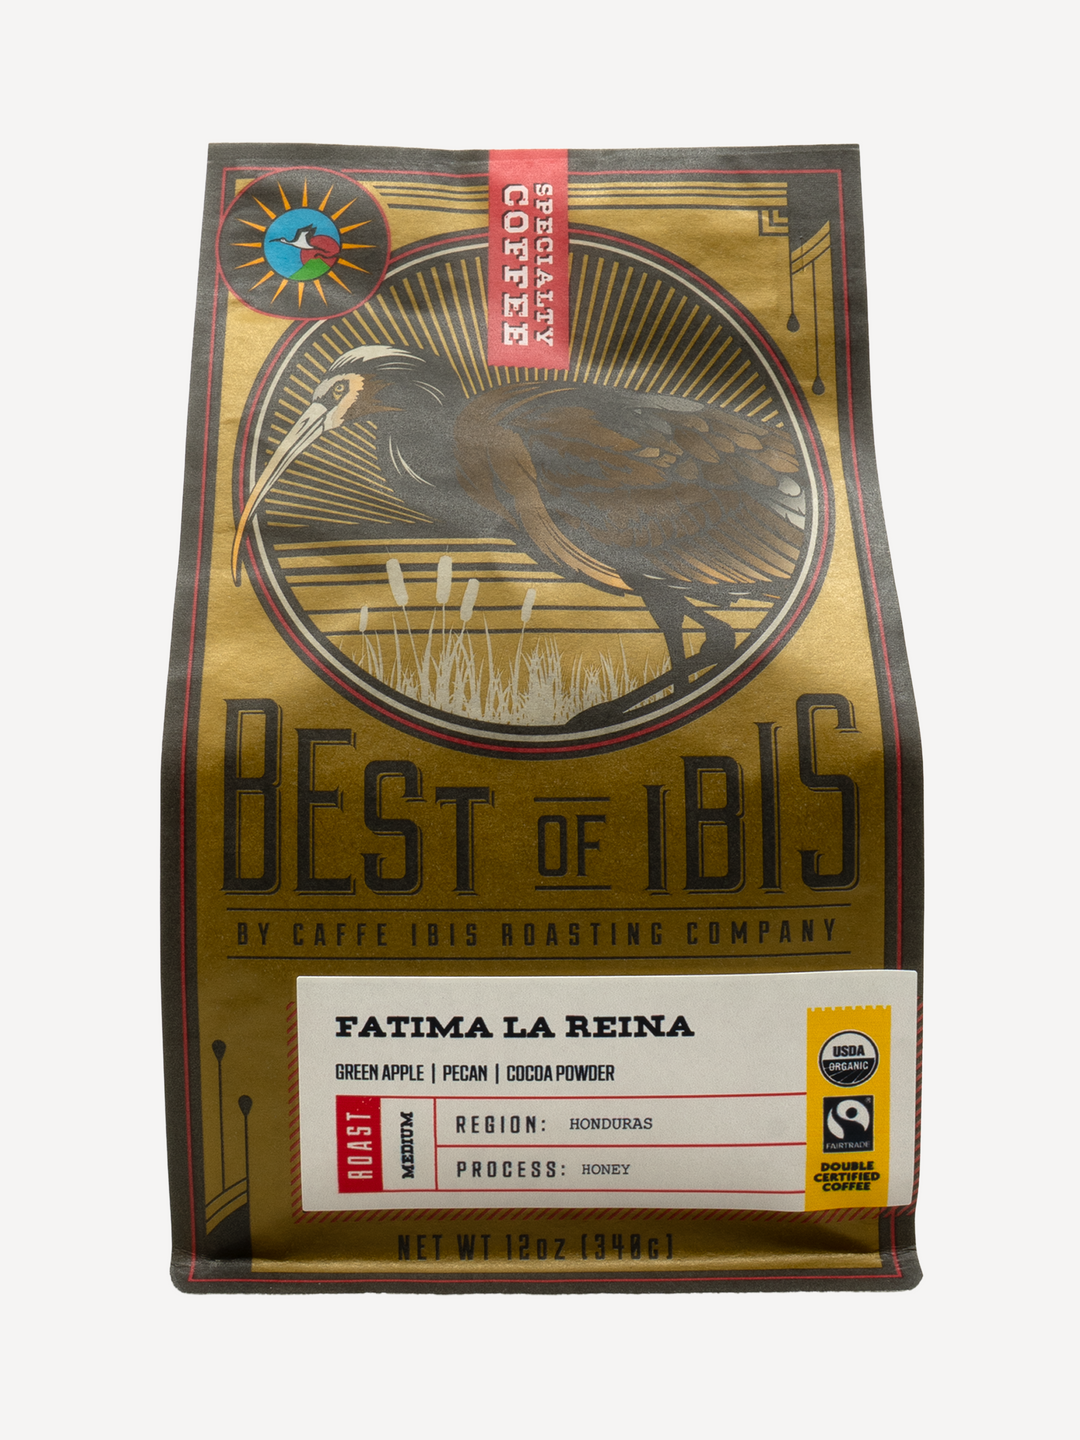 SPECIALTY
COFFEE
BEST OF IBIS
BY CAFFE IBIS ROASTING COMPANY
FATIMA LA REINA
GREEN APPLE | PECAN | COCOA POWDER
ROAST
MEDIUM
REGION: HONDURAS
PROCESS: HONEY
USDA
ORGANIC
FAIRTRADE
DOUBLE
CERTIFIED
COFFEE
NET WT 12oz (340G)